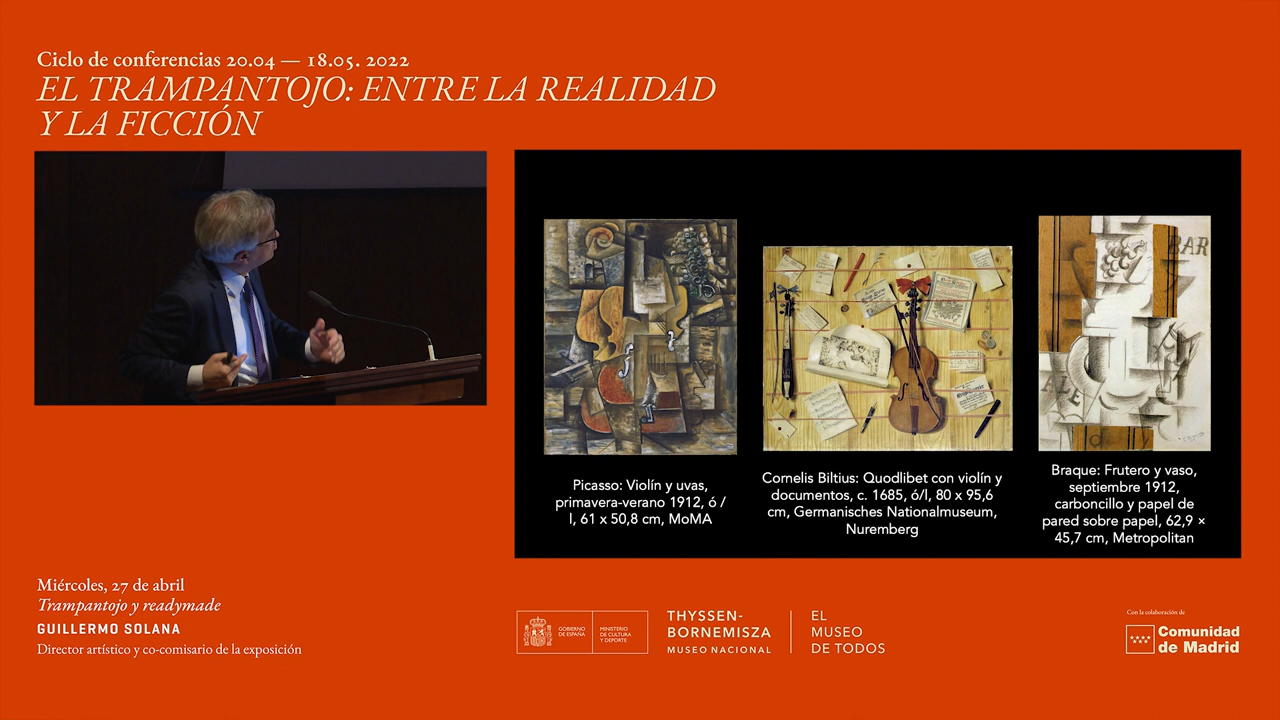 Ciclo de conferencias 20.04 — 18.05. 2022
EL TRAMPANTOJO: ENTRE LA REALIDAD
Y LA FICCIÓN
BAR
ALE
Picasso: Violín y uvas,
primavera-verano 1912, ó /
l, 61 x 50,8 cm, MoMA
Cornelis Biltius: Quodlibet con violín y
documentos, c. 1685, ó/l, 80 x 95,6
cm, Germanisches Nationalmuseum,
Nuremberg
Braque: Frutero y vaso,
septiembre 1912,
carboncillo y papel de
pared sobre papel, 62,9 ×
45,7 cm, Metropolitan
Miércoles, 27 de abril
Trampantojo y readymade
GUILLERMO SOLANA
Director artístico y co-comisario de la exposición
GOBIERNO
DE ESPAÑA
MINISTERIO
DE CULTURA
Y DEPORTE
THYSSEN-
BORNEMISZA
MUSEO NACIONAL
EL
MUSEO
DE TODOS
Con la colaboración de
Comunidad
de Madrid